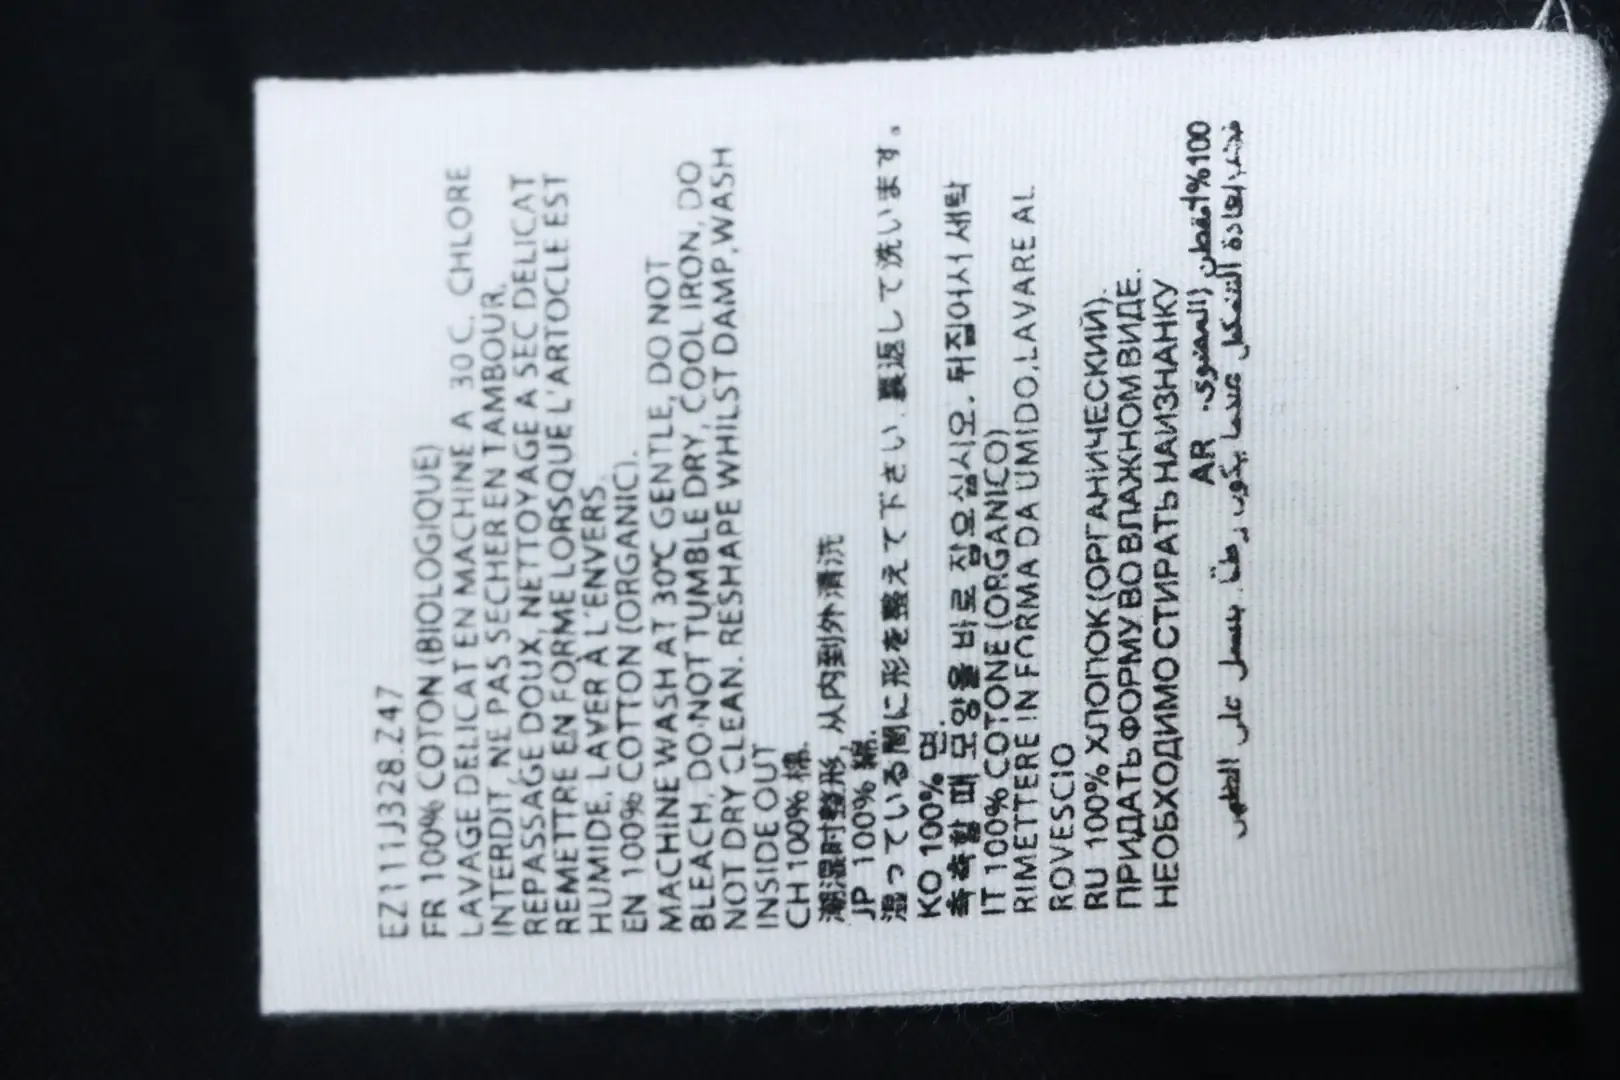 EZ111J328.Z47
FR 100% COTON (BIOLOGIQUE)
LAVAGE DELICAT EN MACHINE A 30 C, CHLORE
INTERDIT, NE PAS SECHER EN TAMBOUR,
REPASSAGE DOUX, NETTOYAGE A SEC DELICAT
REMETTRE EN FORME LORSQUE L'ARTOCLE EST
HUMIDE, LAVER À L'ENVERS
EN 100% COTTON (ORGANIC).
MACHINE WASH AT 30°C GENTLE, DO NOT
BLEACH, DO NOT TUMBLE DRY, COOL IRON, DO
NOT DRY CLEAN. RESHAPE WHILST DAMP,WASH
INSIDE OUT
CH 100% 棉.
潮湿时整形, 从内到外清洗
JP 100% 綿.
湿っている間に形を整えて下さい. 裏返しして洗います。
KO 100% 면.
촉촉할 때 모양을 바로 잡으십시오. 뒤집어서 세탁
IT 100% COTONE (ORGANICO)
RIMETTERE IN FORMA DA UMIDO,LAVARE AL
ROVESCIO
RU 100% ХЛОПОК (ОРГАНИЧЕСКИЙ).
ПРИДАТЬ ФОРМУ ВО ВЛАЖНОМ ВИДЕ.
НЕОБХОДИМО СТИРАТЬ НАИЗНАНКУ
AR 100%
التشكل عندما يكون على